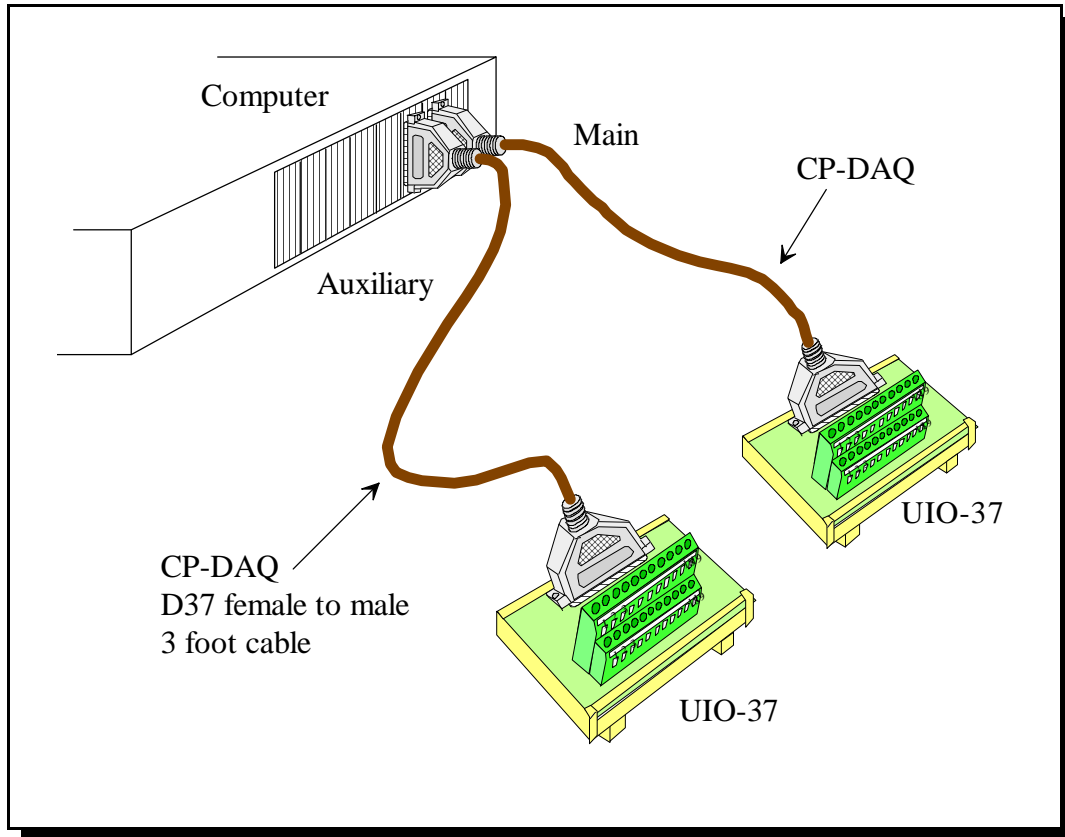 Computer
Main
CP-DAQ
Auxiliary
UIO-37
CP-DAQ
D37 female to male
3 foot cable
UIO-37